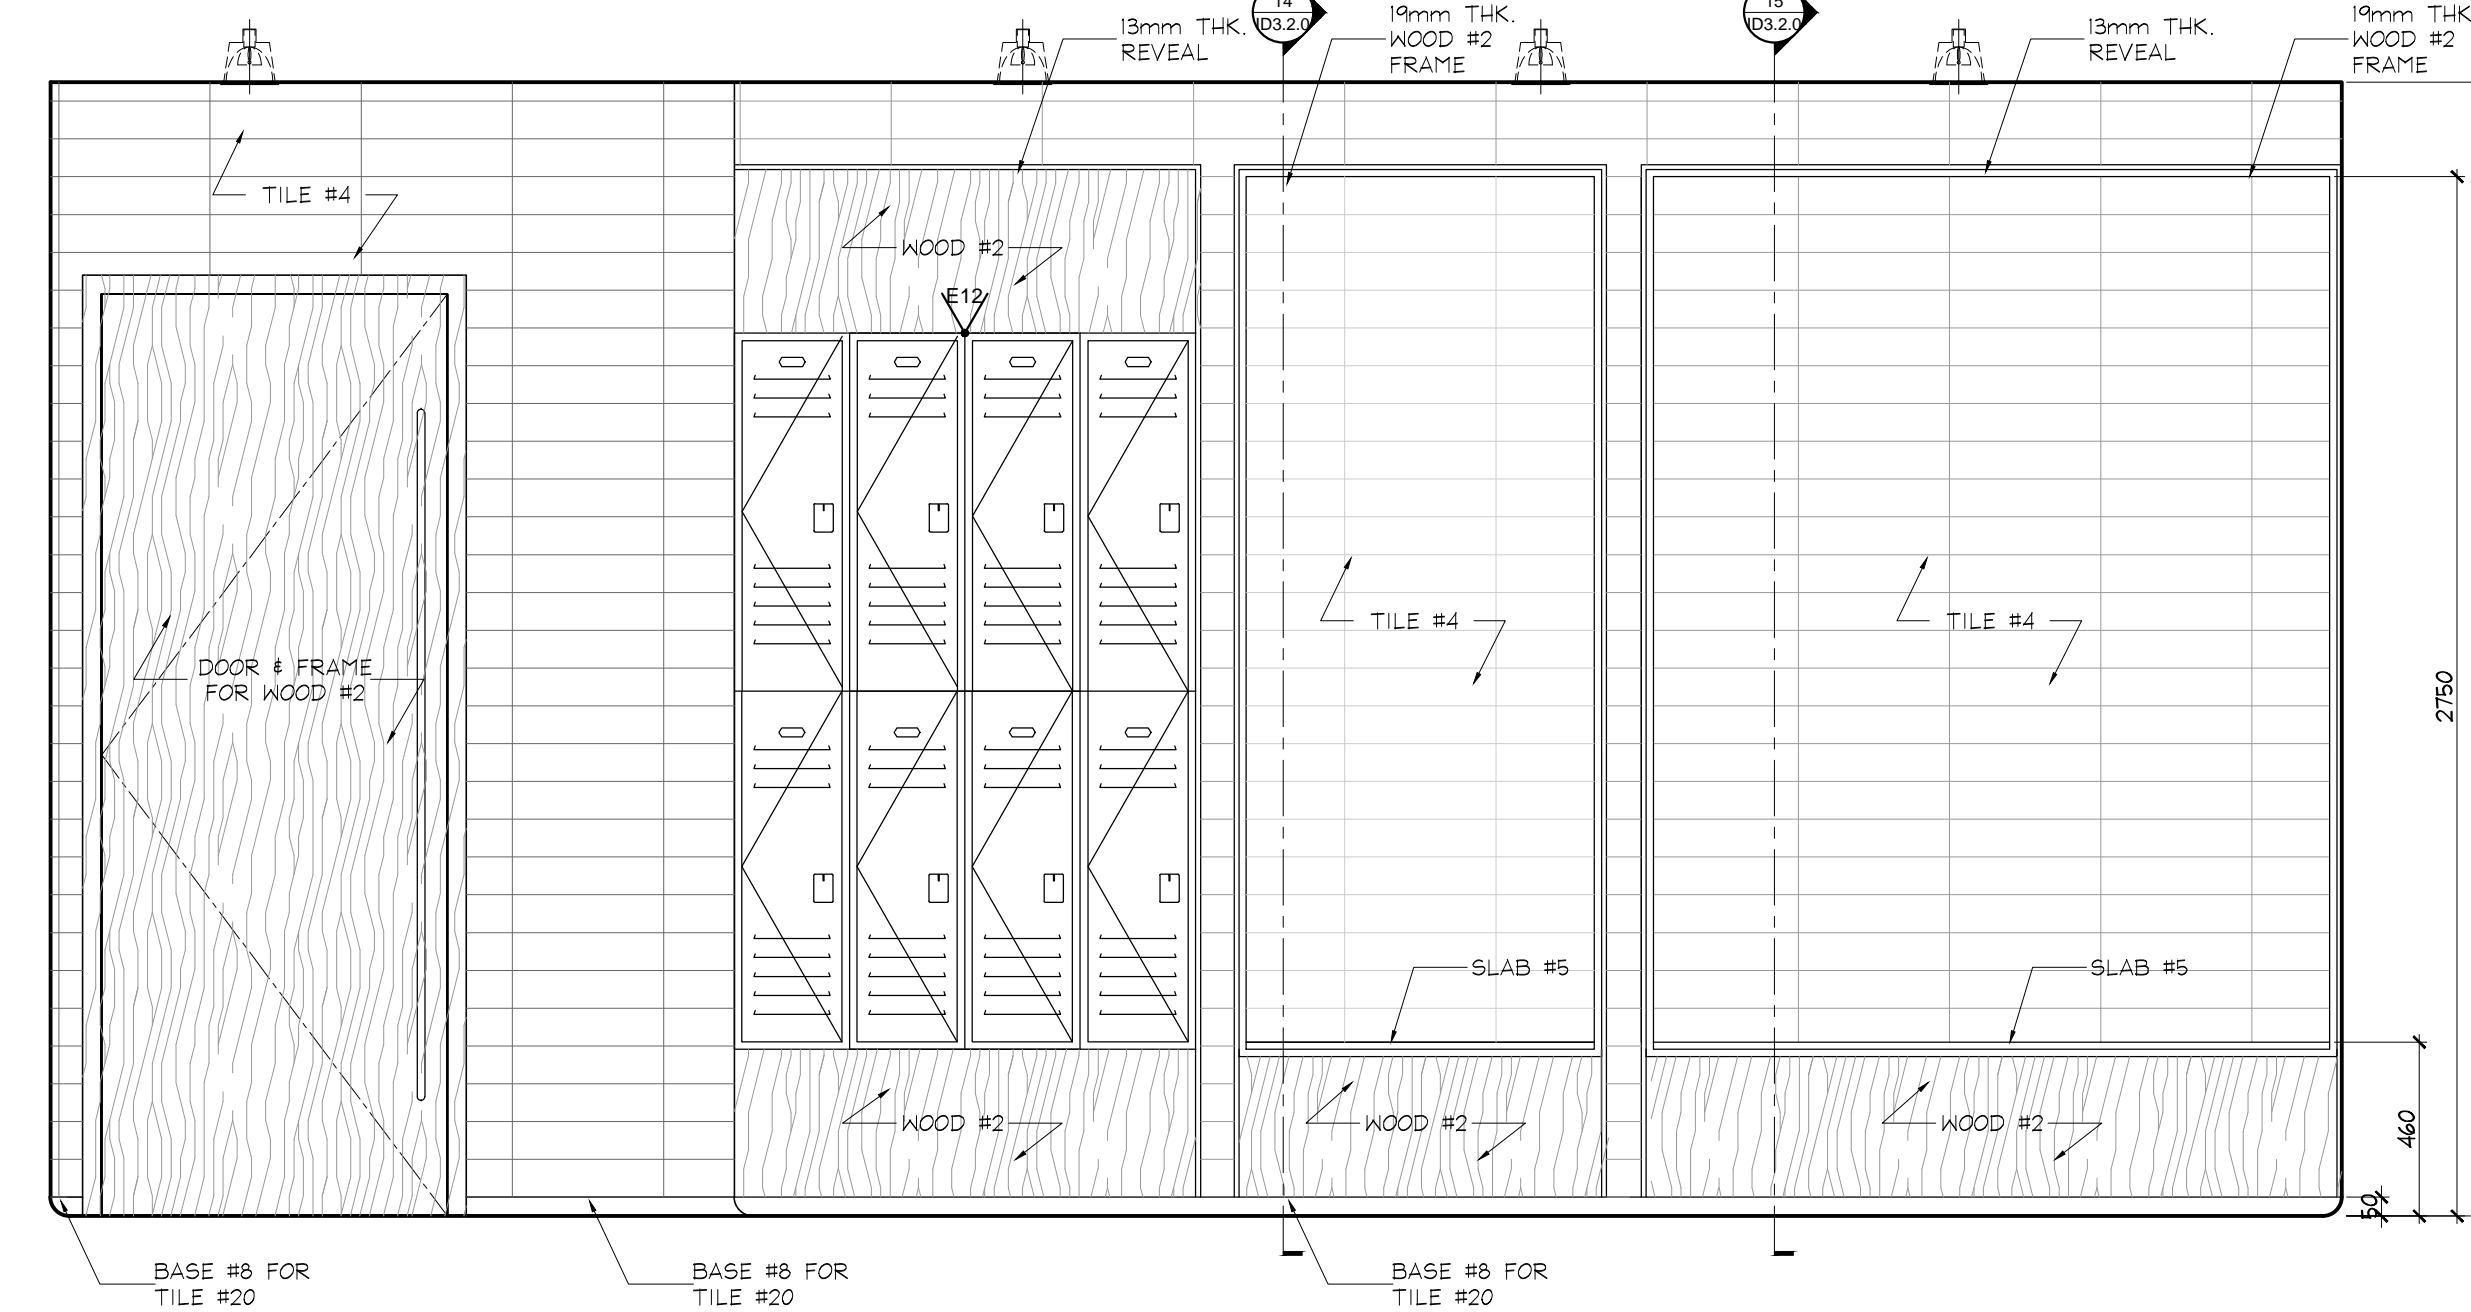 14
ID3.2.0
15
ID3.2.0
13mm THK.
REVEAL
19mm THK.
WOOD #2
FRAME
13mm THK.
REVEAL
19mm THK
WOOD #2
FRAME
TILE #4
WOOD #2
E12
TILE #4
TILE #4
DOOR & FRAME
FOR WOOD #2
2750
SLAB #5
SLAB #5
WOOD #2
WOOD #2
WOOD #2
460
50
BASE #8 FOR
TILE #20
BASE #8 FOR
TILE #20
BASE #8 FOR
TILE #20